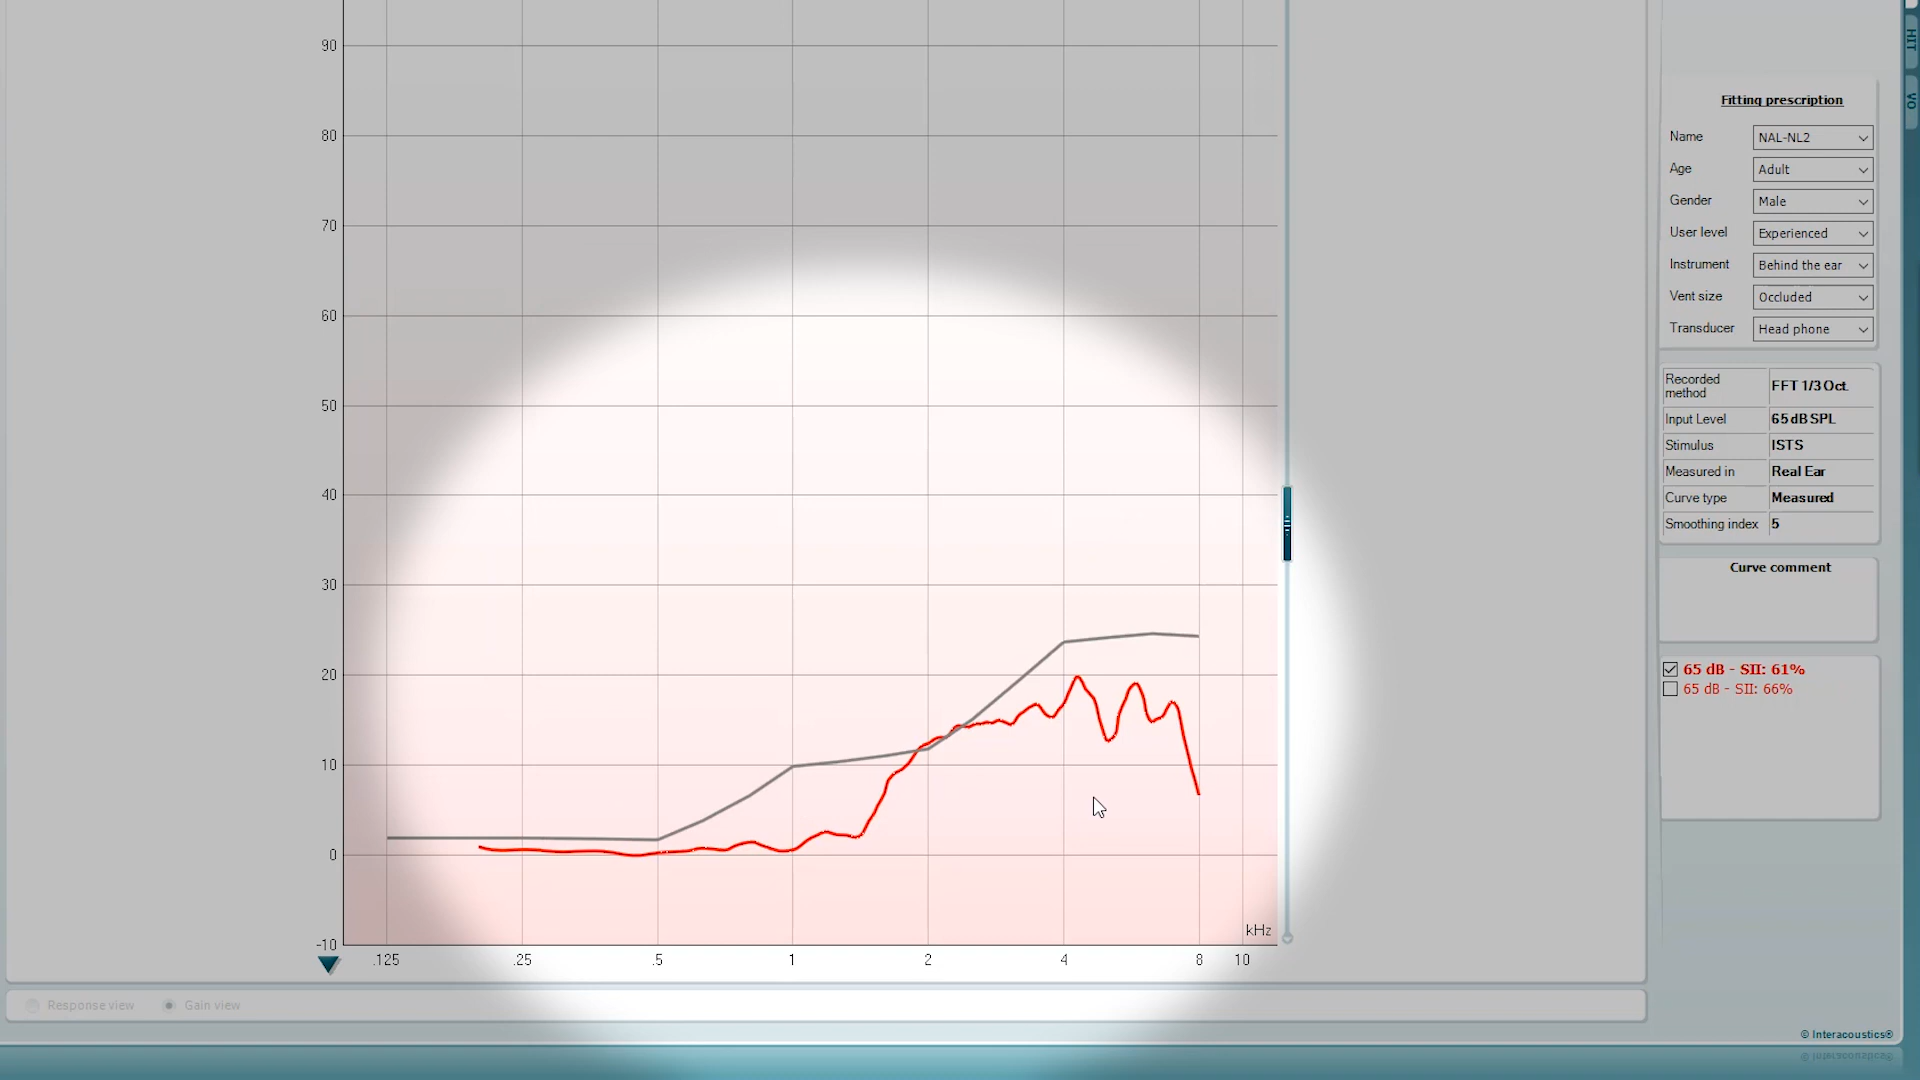 90
80
70
60
50
40
30
20
10
0
-10
.125 .25 .5 1 2 4 8 10
kHz
Response view Gain view
HIT
VO
Fitting prescription
Name NAL-NL2
Age Adult
Gender Male
User level Experienced
Instrument Behind the ear
Vent size Occluded
Transducer Head phone
Recorded method FFT 1/3 Oct.
Input Level 65 dB SPL
Stimulus ISTS
Measured in Real Ear
Curve type Measured
Smoothing index 5
Curve comment
65 dB - SII: 61%
65 dB - SII: 66%
© Interacoustics®